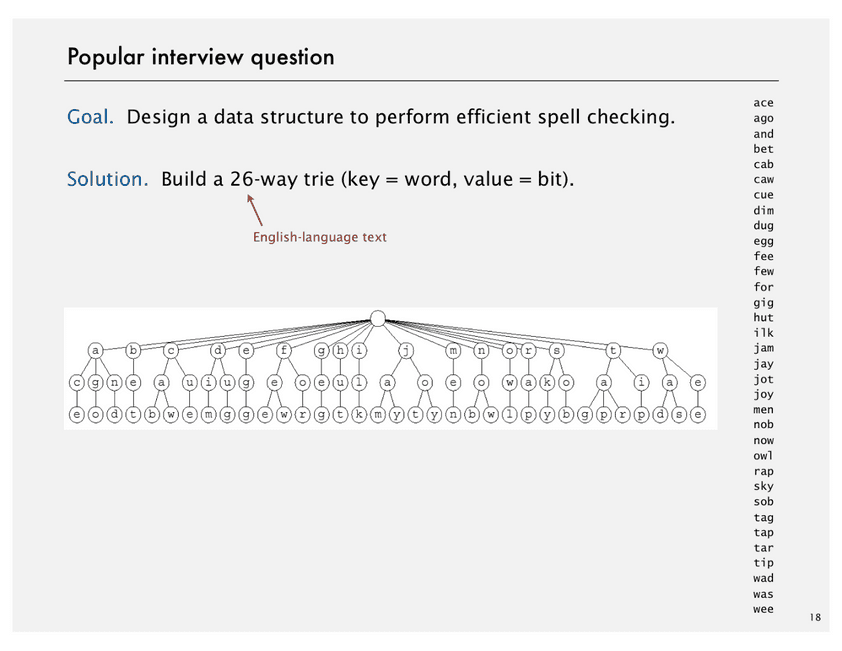 Popular interview question
Goal. Design a data structure to perform efficient spell checking.
Solution. Build a 26-way trie (key = word, value = bit).
English-language text
a b c d e f g h i j m n o r s t w
c g n e a u i u g e o e u l a o e o w a k o a i a e
e o d t b w e m g g e w r g t k m y t y n b w l p y b g p r p d s e
ace
ago
and
bet
cab
caw
cue
dim
dug
egg
fee
few
for
gig
hut
ilk
jam
jay
jot
joy
men
nob
now
owl
rap
sky
sob
tag
tap
tar
tip
wad
was
wee
18